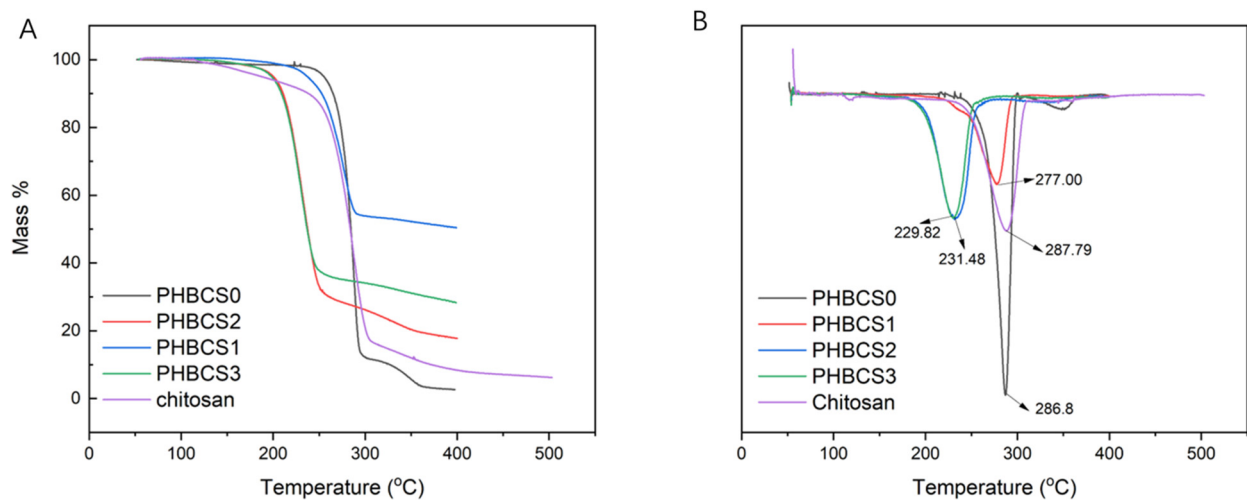 A
Mass %
100
80
60
40
20
0
PHBCS0
PHBCS2
PHBCS1
PHBCS3
chitosan
0 100 200 300 400 500
Temperature (°C)
B
277.00
229.82
231.48
287.79
286.8
PHBCS0
PHBCS1
PHBCS2
PHBCS3
Chitosan
0 100 200 300 400 500
Temperature (°C)